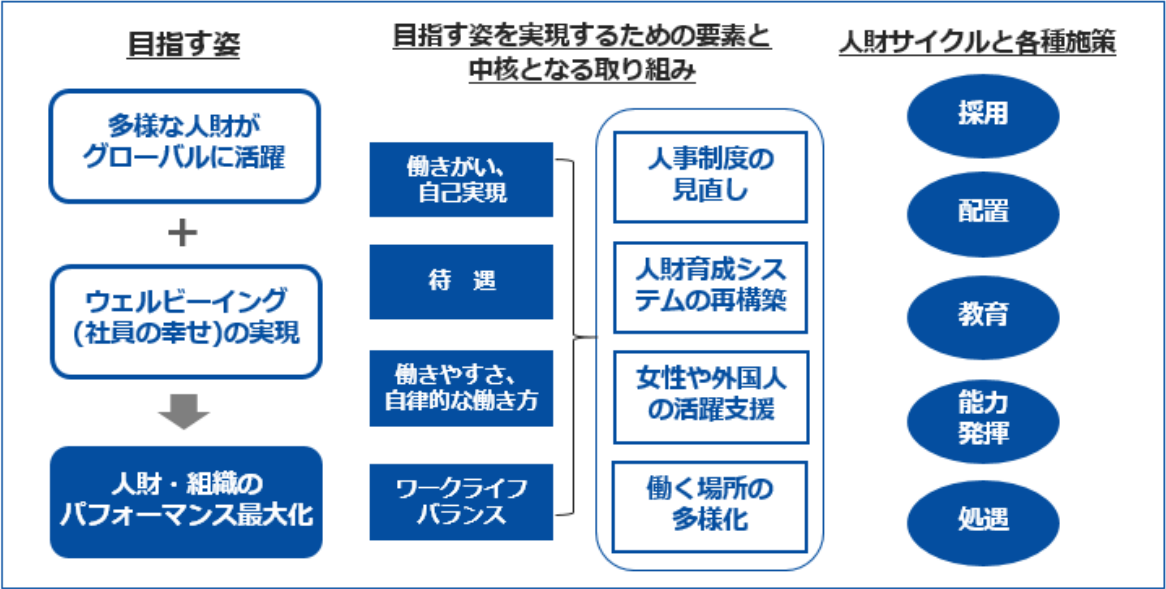 目指す姿
多様な人財が
グローバルに活躍
+
ウェルビーイング
(社員の幸せ)の実現
人財・組織の
パフォーマンス最大化
目指す姿を実現するための要素と
中核となる取り組み
働きがい、
自己実現
待　遇
働きやすさ、
自律的な働き方
ワークライフ
バランス
人事制度の
見直し
人財育成シス
テムの再構築
女性や外国人
の活躍支援
働く場所の
多様化
人財サイクルと各種施策
採用
配置
教育
能力
発揮
処遇